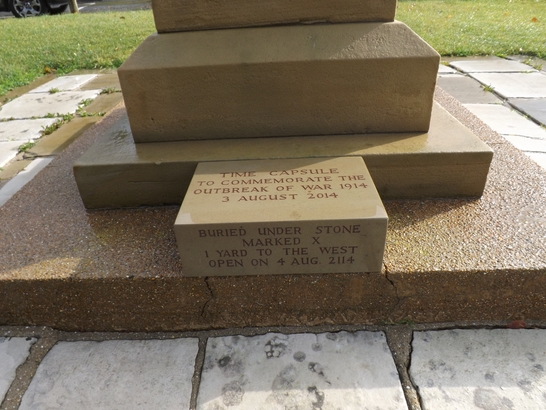 TIME CAPSULE
TO COMMEMORATE THE
OUTBREAK OF WAR 1914
3 AUGUST 2014
BURIED UNDER STONE
MARKED X
1 YARD TO THE WEST
OPEN ON 4 AUG. 2114